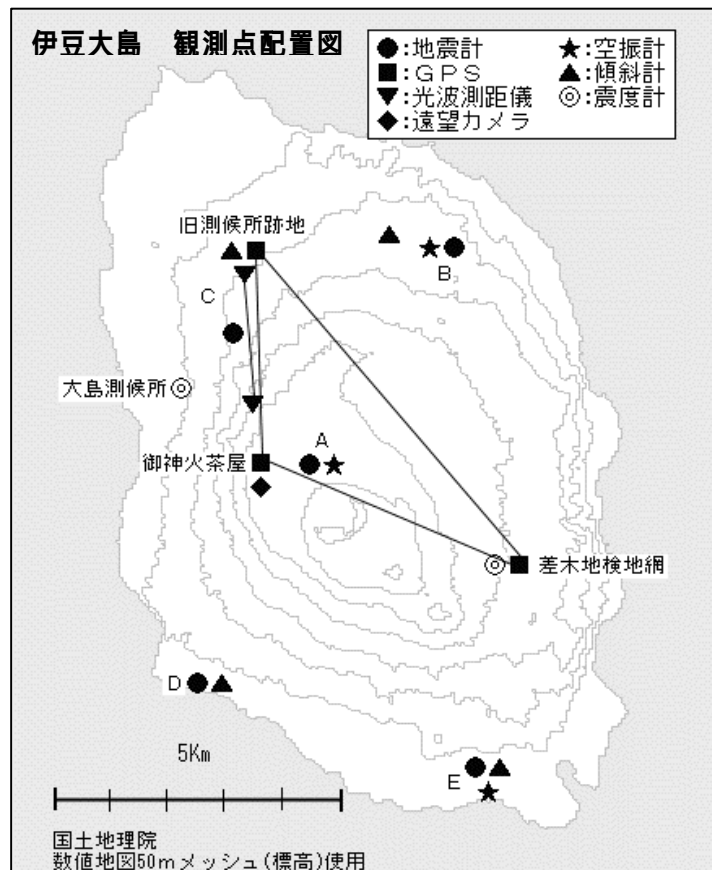 伊豆大島 観測点配置図
●:地震計 ★:空振計
■:GPS ▲:傾斜計
▼:光波測距儀 ◎:震度計
◆:遠望カメラ
旧測候所跡地
B
C
大島測候所
A
御神火茶屋
差木地検地網
D
5Km
E
国土地理院
数値地図50mメッシュ(標高)使用